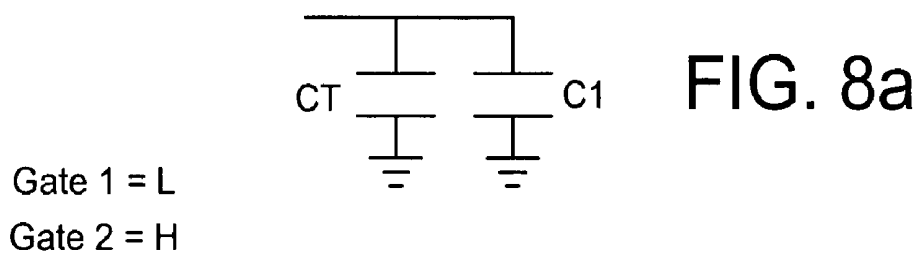 CT
C1
FIG. 8a
Gate 1 = L
Gate 2 = H